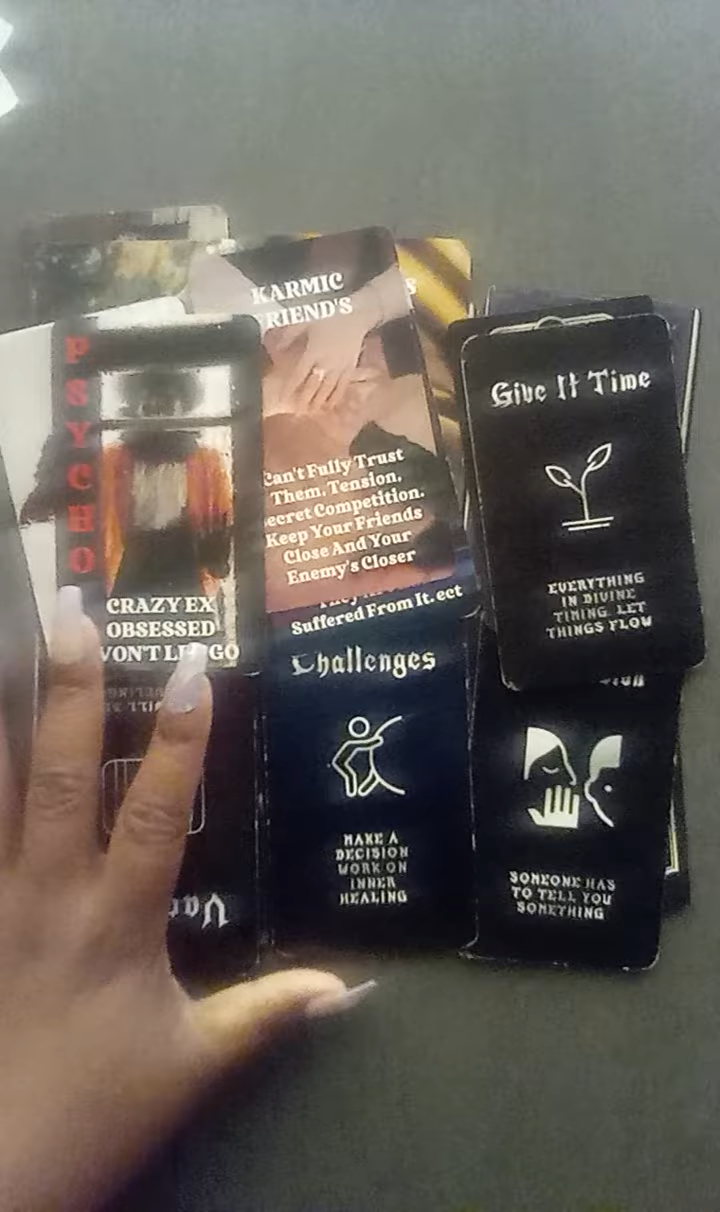 PSYCHO
CRAZY EX
OBSESSED
KARMIC
FRIEND'S
S
Can't Fully Trust
Them. Tension.
Secret Competition.
Keep Your Friends
Close And Your
Enemy's Closer
Suffered From It. ect
Challenges
MAKE A
DECISION
WORK ON
INNER
HEALING
Give It Time
EVERYTHING
IN DIVINE
TIMING. LET
THINGS FLOW
SOMEONE HAS
TO TELL YOU
SOMETHING